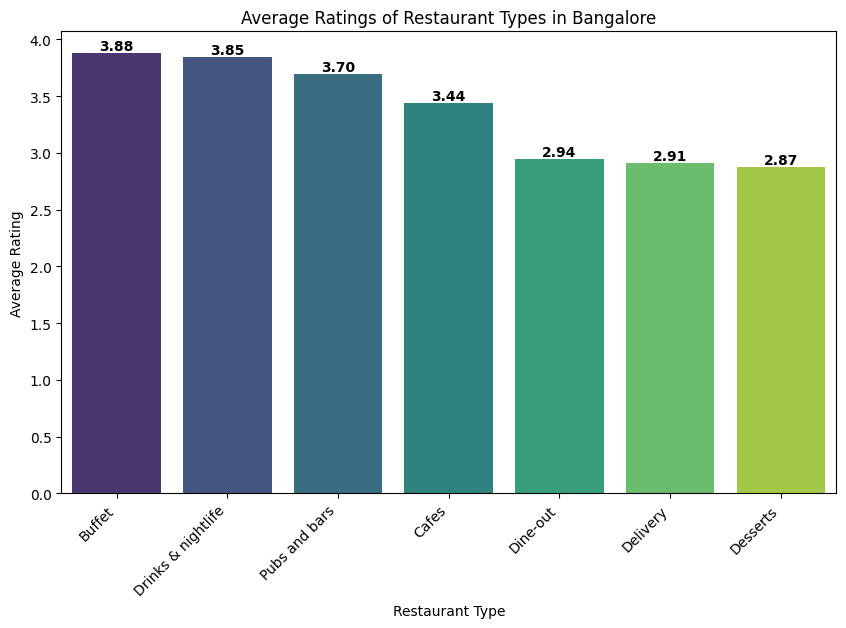 Average Ratings of Restaurant Types in Bangalore
4.0
3.5
3.0
2.5
2.0
1.5
1.0
0.5
0.0
Average Rating
3.88
3.85
3.70
3.44
2.94
2.91
2.87
Buffet
Drinks & nightlife
Pubs and bars
Cafes
Dine-out
Delivery
Desserts
Restaurant Type